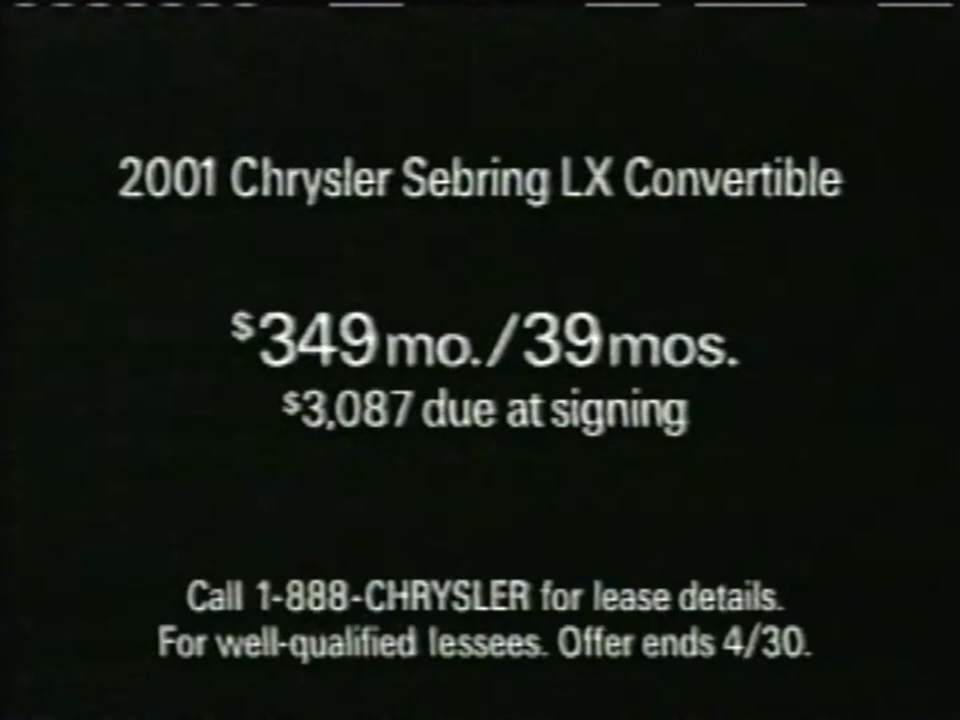 2001 Chrysler Sebring LX Convertible
$349 mo./39 mos.
$3,087 due at signing
Call 1-888-CHRYSLER for lease details.
For well-qualified lessees. Offer ends 4/30.